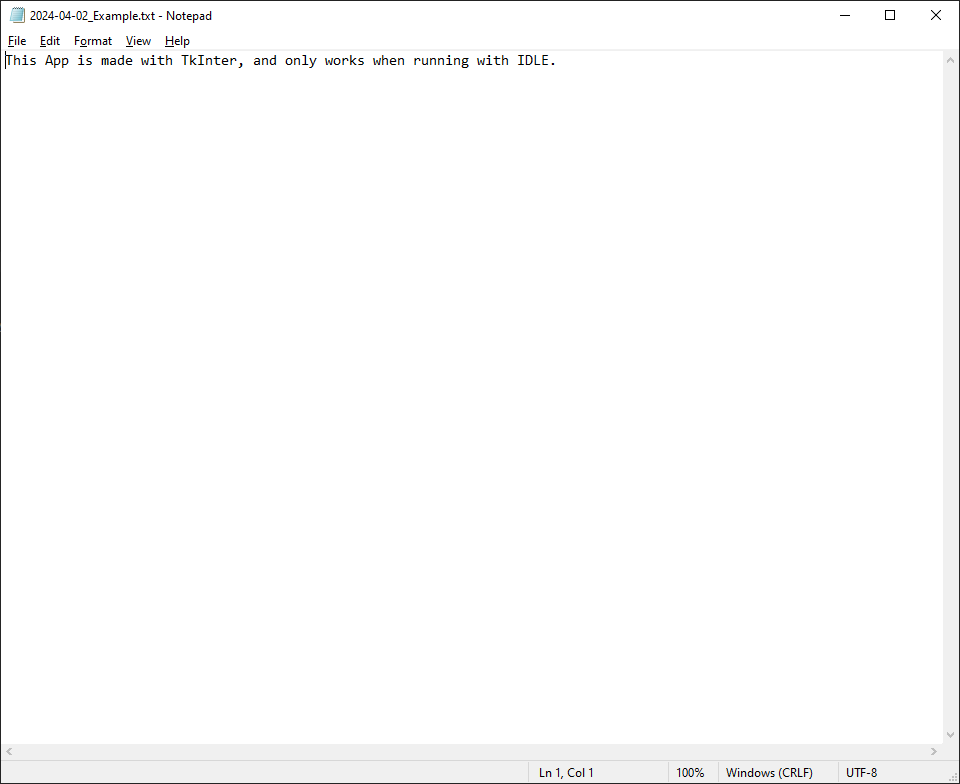 2024-04-02_Example.txt - Notepad
File Edit Format View Help
This App is made with TkInter, and only works when running with IDLE.
Ln 1, Col 1 100% Windows (CRLF) UTF-8